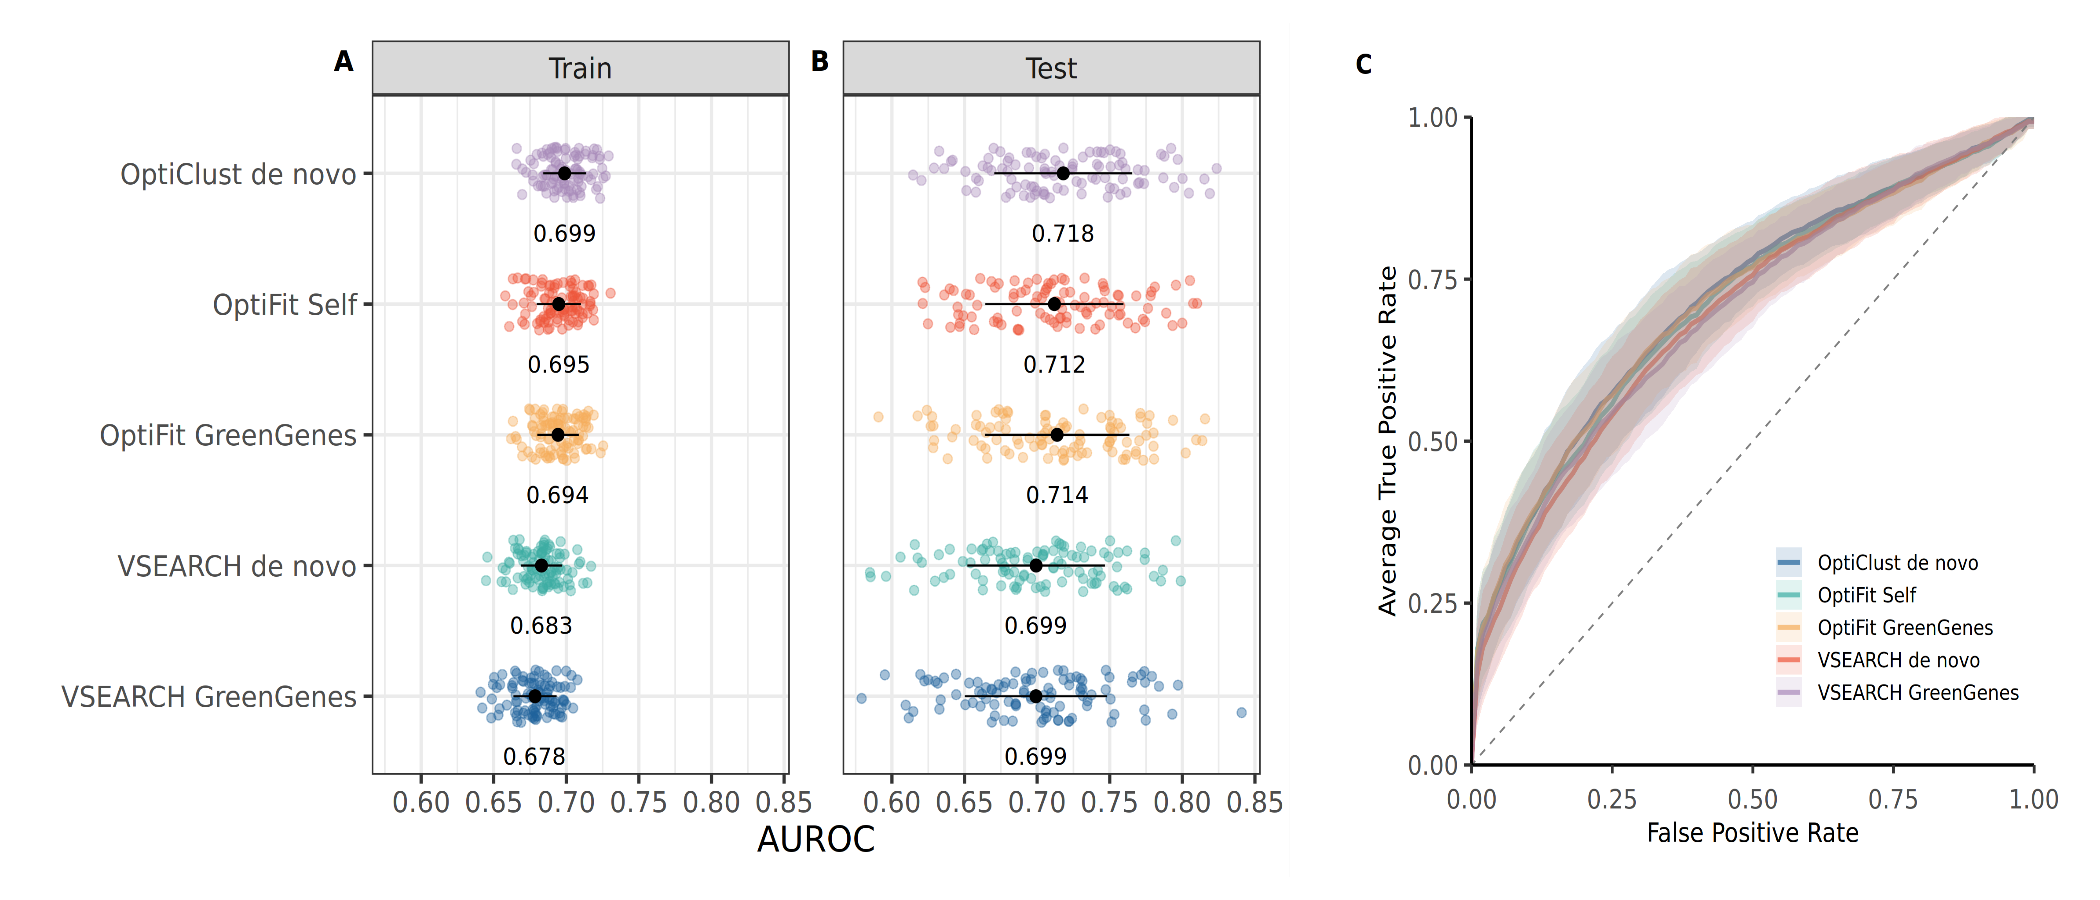 A
Train
B
Test
OptiClust de novo
0.699
0.718
OptiFit Self
0.695
0.712
OptiFit GreenGenes
0.694
0.714
VSEARCH de novo
0.683
0.699
VSEARCH GreenGenes
0.678
0.699
0.60 0.65 0.70 0.75 0.80 0.85
0.60 0.65 0.70 0.75 0.80 0.85
AUROC
C
Average True Positive Rate
1.00
0.75
0.50
0.25
0.00
OptiClust de novo
OptiFit Self
OptiFit GreenGenes
VSEARCH de novo
VSEARCH GreenGenes
0.00 0.25 0.50 0.75 1.00
False Positive Rate